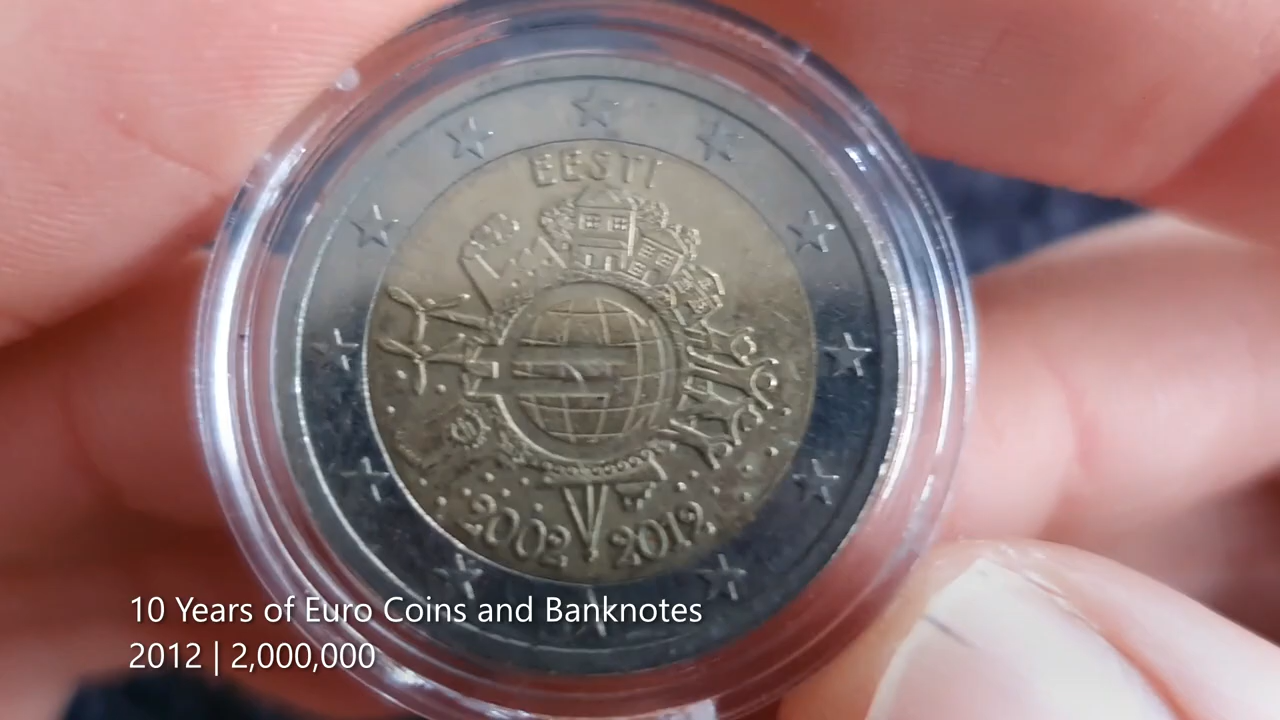 EESTI
2002 2012
10 Years of Euro Coins and Banknotes
2012 | 2,000,000